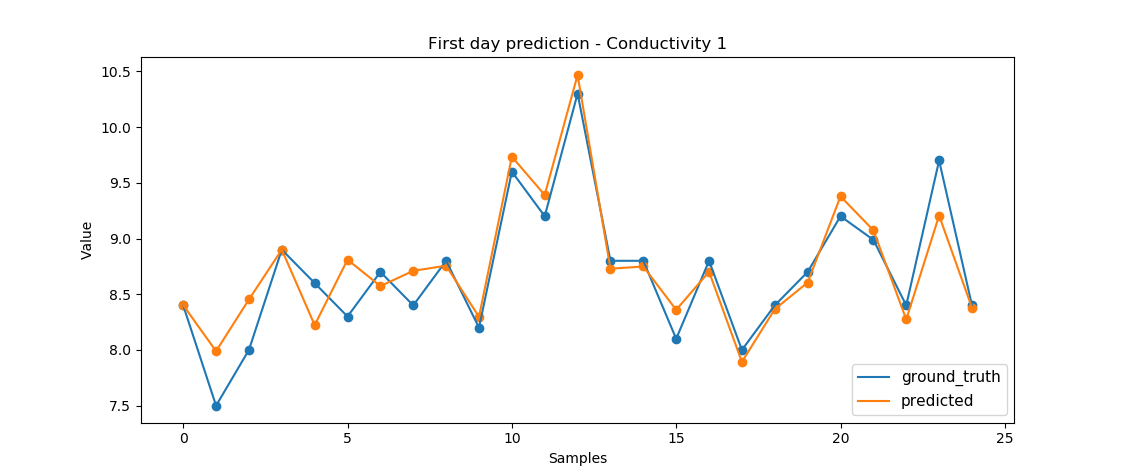 First day prediction - Conductivity 1
10.5
10.0
9.5
9.0
8.5
8.0
7.5
Value
0 5 10 15 20 25
Samples
ground_truth
predicted